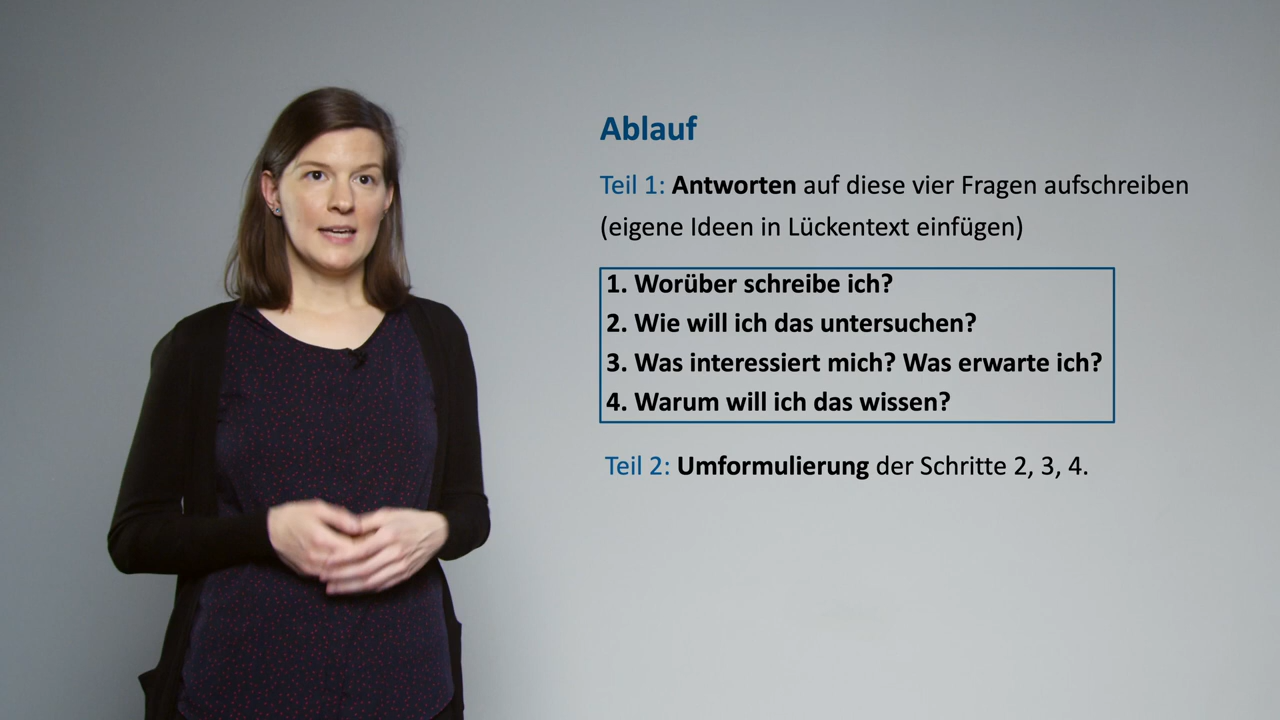 Ablauf
Teil 1: Antworten auf diese vier Fragen aufschreiben
(eigene Ideen in Lückentext einfügen)
1. Worüber schreibe ich?
2. Wie will ich das untersuchen?
3. Was interessiert mich? Was erwarte ich?
4. Warum will ich das wissen?
Teil 2: Umformulierung der Schritte 2, 3, 4.